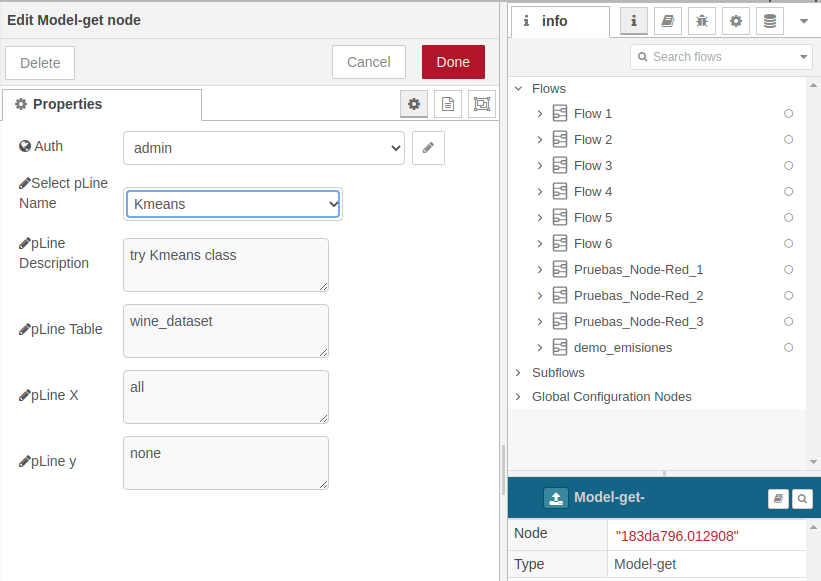 Edit Model-get node
Delete
Cancel
Done
Properties
Auth
admin
Select pLine
Name
Kmeans
pLine
Description
try Kmeans class
pLine Table
wine_dataset
pLine X
all
pLine y
none
info
Search flows
Flows
Flow 1
Flow 2
Flow 3
Flow 4
Flow 5
Flow 6
Pruebas_Node-Red_1
Pruebas_Node-Red_2
Pruebas_Node-Red_3
demo_emisiones
Subflows
Global Configuration Nodes
Model-get-
Node
"183da796.012908"
Type
Model-get